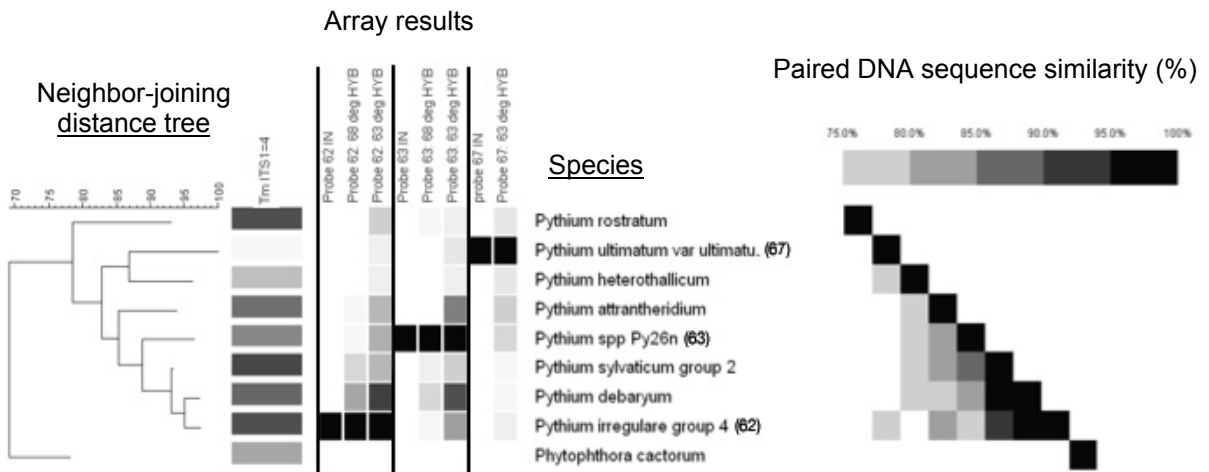 Array results
Neighbor-joining
distance tree
Paired DNA sequence similarity (%)
Species
Tm ITS1=4
Probe 62 IN
Probe 62: 68 deg HYB
Probe 62: 63 deg HYB
Probe 63 IN
Probe 63: 68 deg HYB
Probe 63: 63 deg HYB
probe 67 IN
Probe 67: 63 deg HYB
70 75 80 85 90 95 100
75.0% 80.0% 85.0% 90.0% 95.0% 100%
Pythium rostratum
Pythium ultimatum var ultimatu. (67)
Pythium heterothallicum
Pythium attrantheridium
Pythium spp Py26n (63)
Pythium sylvaticum group 2
Pythium debaryum
Pythium irregulare group 4 (62)
Phytophthora cactorum